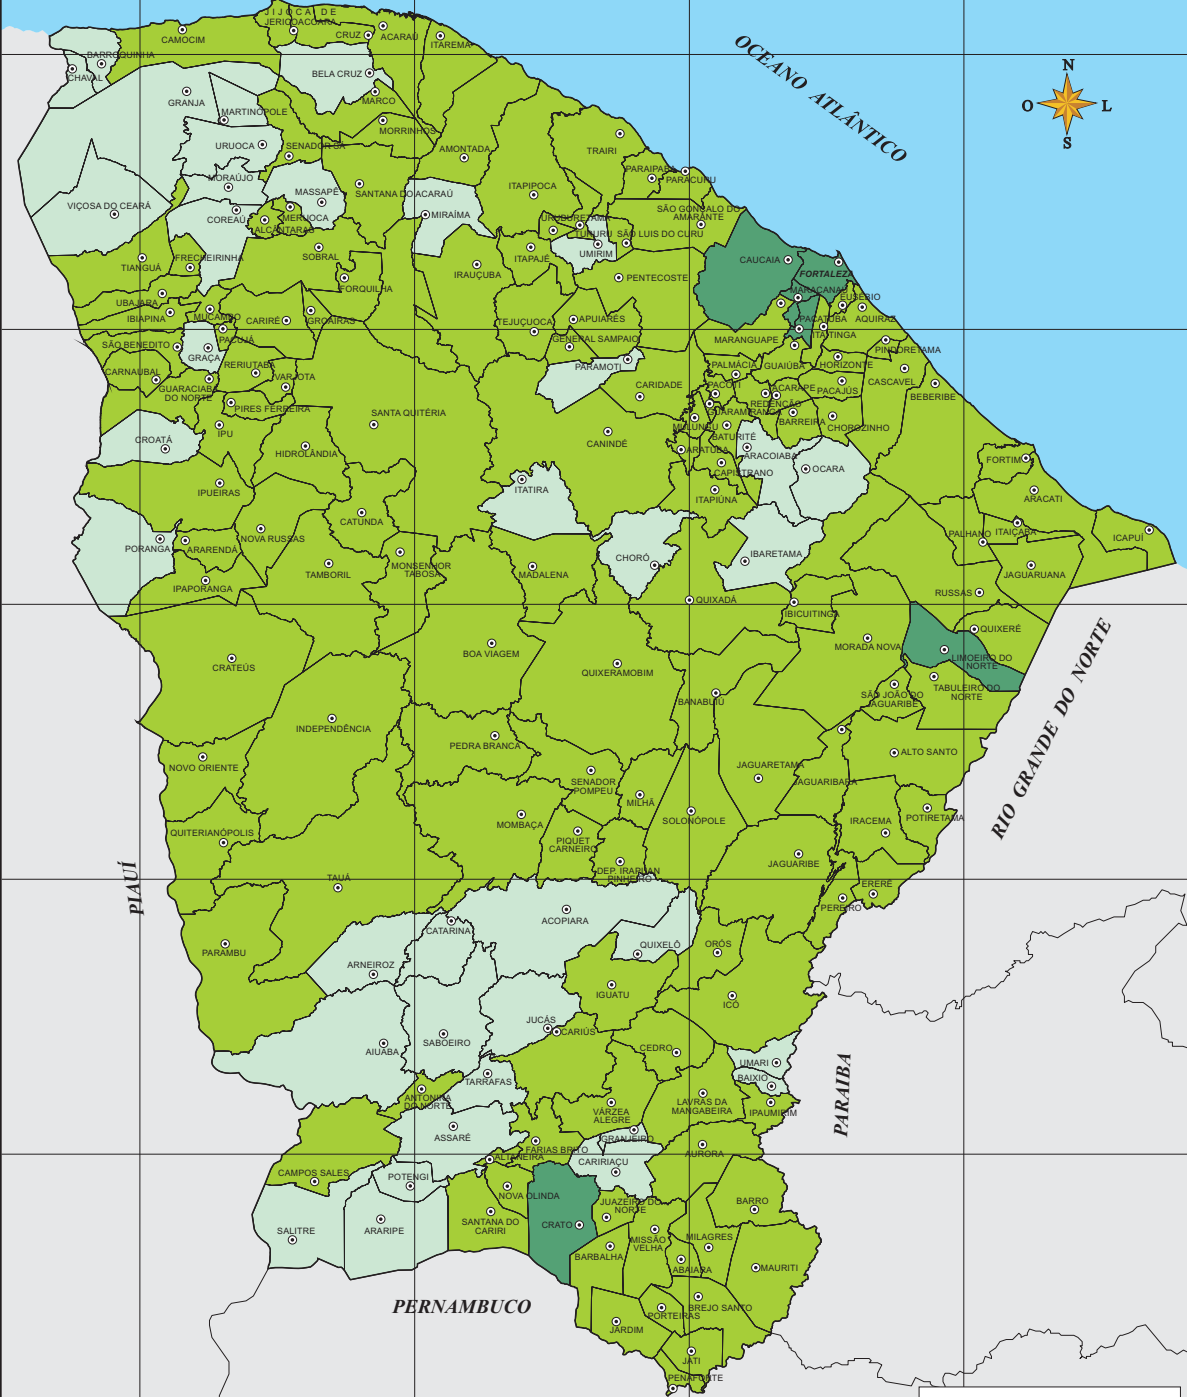 JIJOCA DE
JERICOACOARA
CAMOCIM
CRUZ
ACARAÚ
ITAREMA
BARROQUINHA
CHAVAL
BELA CRUZ
GRANJA
MARCO
MARTINÓPOLE
MORRINHOS
URUOCA
SENADOR SÁ
AMONTADA
TRAIRI
MORAÚJO
MASSAPÊ
SANTANA DO ACARAÚ
ITAPIPOCA
PARAIPABA
PARACURU
VIÇOSA DO CEARÁ
COREAÚ
MERUOCA
ALCÂNTARAS
MIRAÍMA
URUBURETAMA
TURURU
SÃO LUIS DO CURU
SÃO GONÇALO DO
AMARANTE
TIANGUÁ
FRECHEIRINHA
SOBRAL
IRAUÇUBA
ITAPAJÉ
UMIRIM
CAUCAIA
FORTALEZA
FORQUILHA
PENTECOSTE
MARACANAÚ
EUSÉBIO
AQUIRAZ
UBAJARA
IBIAPINA
MUCAMBO
CARIRÉ
GROAÍRAS
TEJUÇUOCA
APUIARÉS
GENERAL SAMPAIO
PACATUBA
ITAITINGA
MARANGUAPE
SÃO BENEDITO
PACUJÁ
GRAÇA
PINDORETAMA
CARNAUBAL
RERIUTABA
VARJOTA
PARAMOTI
PALMÁCIA
GUAIÚBA
HORIZONTE
GUARACIABA
DO NORTE
CARIDADE
PACOTI
ACARAPE
REDENÇÃO
PACAJÚS
CASCAVEL
BEBERIBE
PIRES FERREIRA
SANTA QUITÉRIA
GUARAMIRANGA
BARREIRA
CHOROZINHO
MULUNGU
IPU
CROATÁ
HIDROLÂNDIA
CANINDÉ
BATURITÉ
ARATUBA
ARACOIABA
CAPISTRANO
OCARA
FORTIM
IPUEIRAS
ITATIRA
ITAPIÚNA
ARACATI
CATUNDA
NOVA RUSSAS
ITAIÇABA
PALHANO
ICAPUÍ
PORANGA
ARARENDÁ
TAMBORIL
MONSENHOR
TABOSA
MADALENA
CHORÓ
IBARETAMA
JAGUARUANA
IPAPORANGA
QUIXADÁ
IBICUITINGA
RUSSAS
QUIXERÉ
BOA VIAGEM
CRATEÚS
QUIXERAMOBIM
MORADA NOVA
LIMOEIRO DO
NORTE
SÃO JOÃO DO
JAGUARIBE
TABULEIRO DO
NORTE
BANABUIÚ
INDEPENDÊNCIA
PEDRA BRANCA
ALTO SANTO
NOVO ORIENTE
SENADOR
POMPEU
JAGUARETAMA
JAGUARIBARA
MILHÃ
SOLONÓPOLE
MOMBAÇA
POTIRETAMA
IRACEMA
QUITERIANÓPOLIS
PIQUET
CARNEIRO
JAGUARIBE
DEP. IRAPUAN
PINHEIRO
TAUÁ
ERERÉ
PEREIRO
ACOPIARA
CATARINA
QUIXELÔ
ORÓS
PARAMBU
ARNEIROZ
IGUATU
ICÓ
JUCÁS
CARIÚS
SABOEIRO
AIUABA
CEDRO
UMARI
BAIXIO
TARRAFAS
ANTONINA
DO NORTE
VÁRZEA
ALEGRE
LAVRAS DA
MANGABEIRA
IPAUMIRIM
ASSARÉ
GRANJEIRO
FARIAS BRITO
ALTANEIRA
CARIRIAÇU
AURORA
CAMPOS SALES
POTENGI
NOVA OLINDA
SANTANA DO
CARIRI
CRATO
JUAZEIRO DO
NORTE
BARRO
SALITRE
ARARIPE
MISSÃO
VELHA
MILAGRES
BARBALHA
ABAIARA
MAURITI
BREJO SANTO
PORTEIRAS
JARDIM
JATI
PENAFORTE
OCEANO ATLÂNTICO
N
O
L
S
RIO GRANDE DO NORTE
PIAUÍ
PARAIBA
PERNAMBUCO